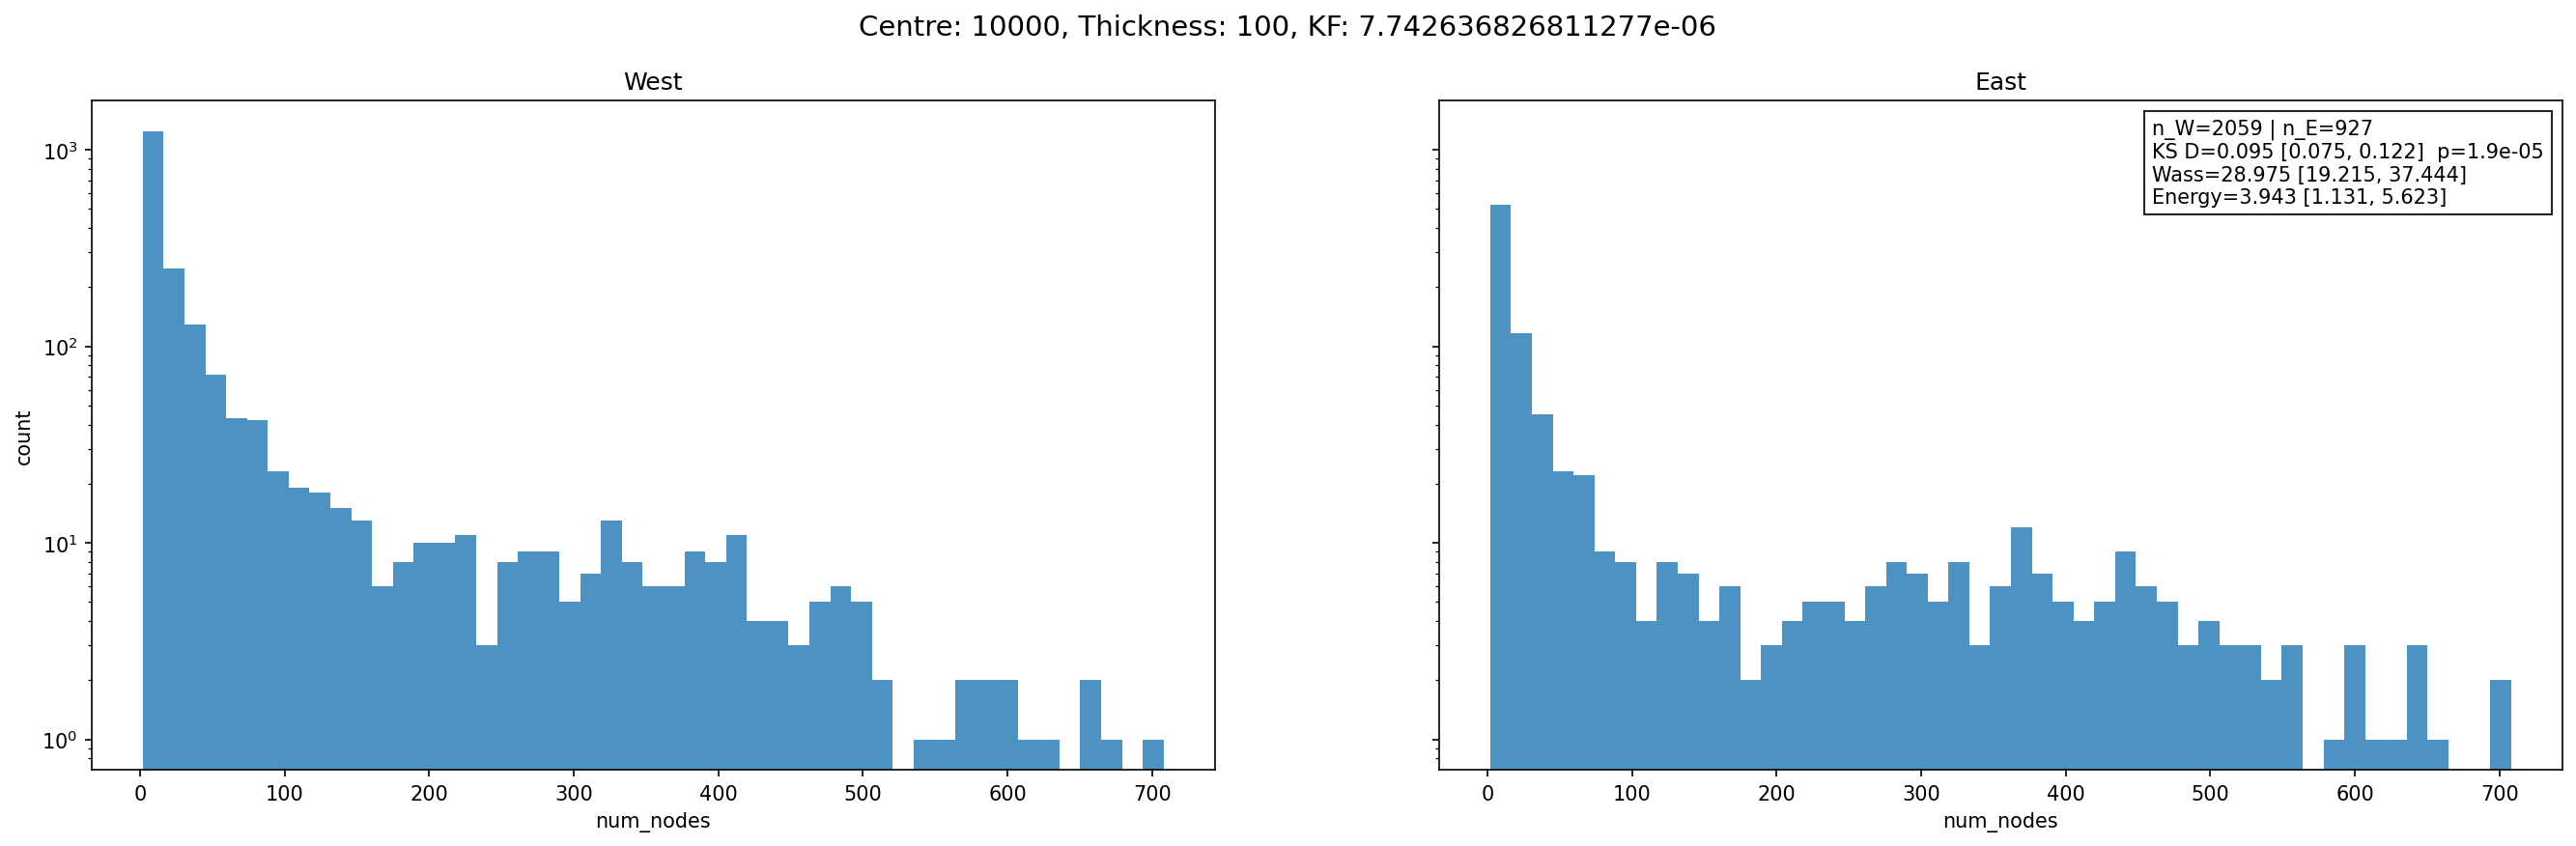 Centre: 10000, Thickness: 100, KF: 7.742636826811277e-06
West
10³
10²
10¹
10⁰
count
0 100 200 300 400 500 600 700
num_nodes
East
n_W=2059 | n_E=927
KS D=0.095 [0.075, 0.122]  p=1.9e-05
Wass=28.975 [19.215, 37.444]
Energy=3.943 [1.131, 5.623]
0 100 200 300 400 500 600 700
num_nodes